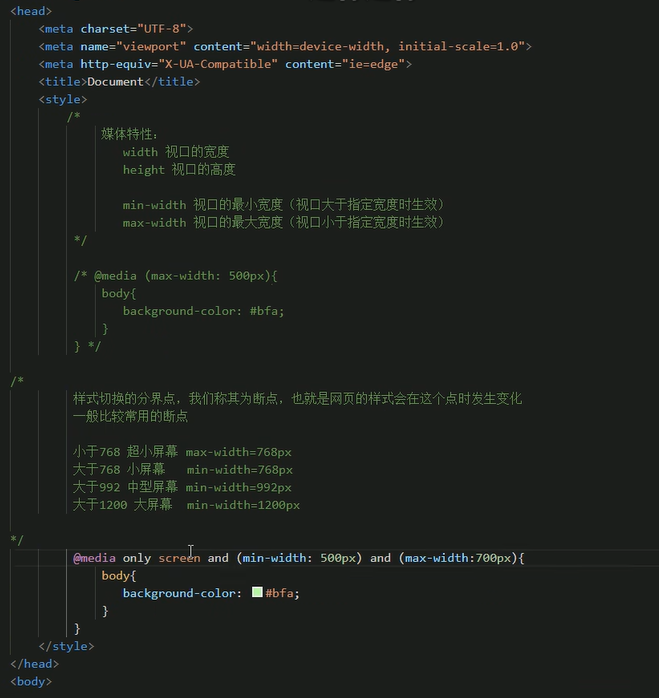 <head>
<meta charset="UTF-8">
<meta name="viewport" content="width=device-width, initial-scale=1.0">
<meta http-equiv="X-UA-Compatible" content="ie=edge">
<title>Document</title>
<style>
/*
媒体特性：
width 视口的宽度
height 视口的高度
min-width 视口的最小宽度（视口大于指定宽度时生效）
max-width 视口的最大宽度（视口小于指定宽度时生效）
*/
/* @media (max-width: 500px){
body{
background-color: #bfa;
}
} */
/*
样式切换的分界点，我们称其为断点，也就是网页的样式会在这个点时发生变化
一般比较常用的断点
小于768 超小屏幕 max-width=768px
大于768 小屏幕 min-width=768px
大于992 中型屏幕 min-width=992px
大于1200 大屏幕 min-width=1200px
*/
@media only screen and (min-width: 500px) and (max-width:700px){
body{
background-color: #bfa;
}
}
</style>
</head>
<body>